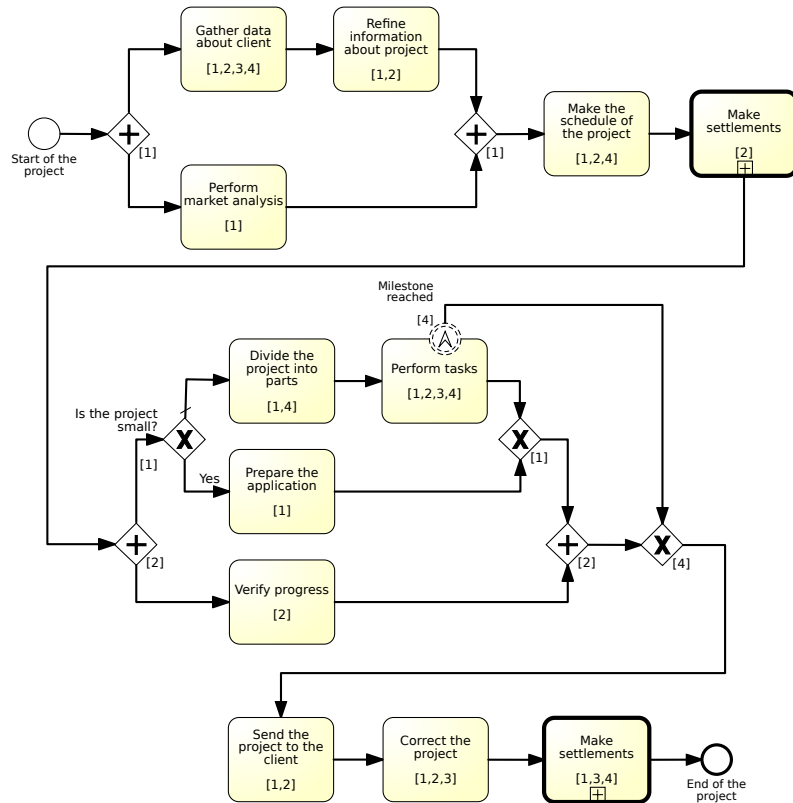 Gather data
about client
[1,2,3,4]
Refine
information
about project
[1,2]
Start of the
project
[1]
Perform
market analysis
[1]
[1]
Make the
schedule of
the project
[1,2,4]
Make
settlements
[2]
Milestone
reached
[4]
Is the project
small?
[1]
Divide the
project into
parts
[1,4]
Perform tasks
[1,2,3,4]
Yes
Prepare the
application
[1]
[1]
[2]
Verify progress
[2]
[2]
[4]
Send the
project to the
client
[1,2]
Correct the
project
[1,2,3]
Make
settlements
[1,3,4]
End of the
project